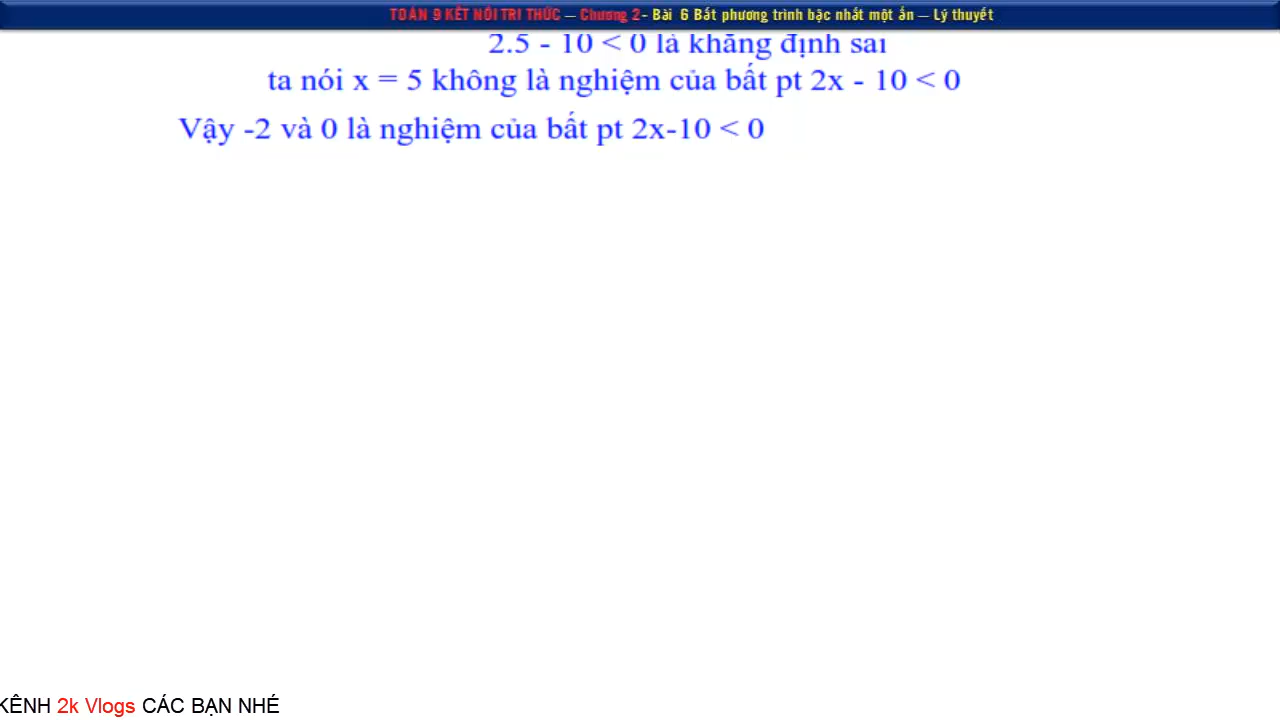 TOÁN 9 KẾT NỐI TRI THỨC – Chương 2- Bài 6 Bất phương trình bậc nhất một ẩn – Lý thuyết
2.5 - 10 < 0 là khẳng định sai
ta nói x = 5 không là nghiệm của bất pt 2x - 10 < 0
Vậy -2 và 0 là nghiệm của bất pt 2x-10 < 0
KÊNH 2k Vlogs CÁC BẠN NHÉ